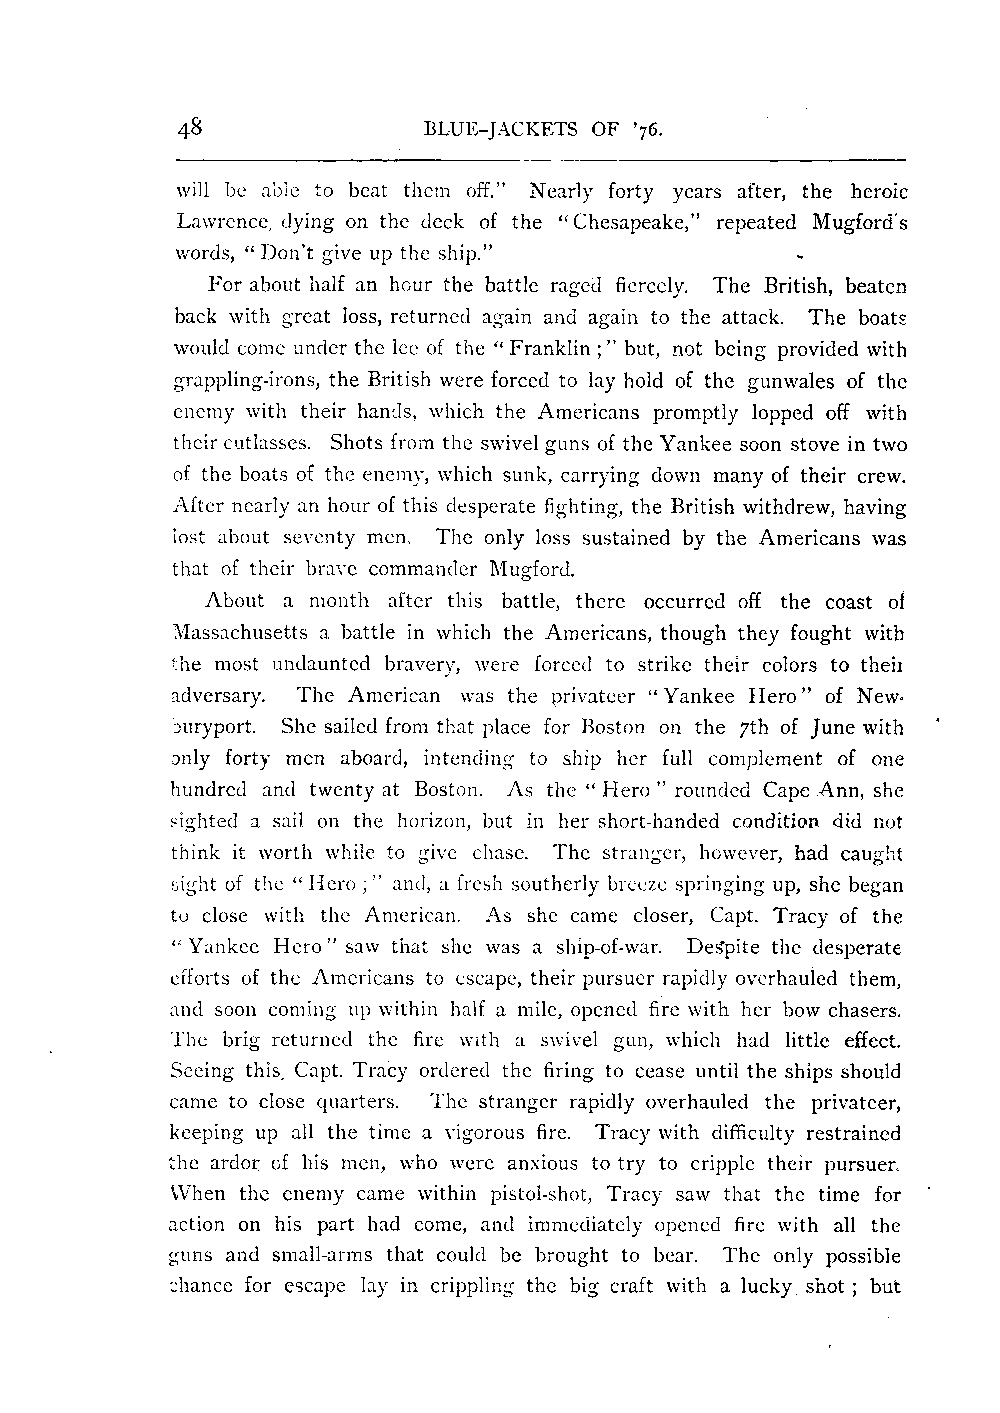 48 BLUE-JACKETS OF '76.
will be able to beat them off." Nearly forty years after, the heroic
Lawrence, dying on the deck of the "Chesapeake," repeated Mugford's
words, "Don't give up the ship."
For about half an hour the battle raged fiercely. The British, beaten
back with great loss, returned again and again to the attack. The boats
would come under the lee of the "Franklin;" but, not being provided with
grappling-irons, the British were forced to lay hold of the gunwales of the
enemy with their hands, which the Americans promptly lopped off with
their cutlasses. Shots from the swivel guns of the Yankee soon stove in two
of the boats of the enemy, which sunk, carrying down many of their crew.
After nearly an hour of this desperate fighting, the British withdrew, having
lost about seventy men. The only loss sustained by the Americans was
that of their brave commander Mugford.
About a month after this battle, there occurred off the coast of
Massachusetts a battle in which the Americans, though they fought with
the most undaunted bravery, were forced to strike their colors to their
adversary. The American was the privateer "Yankee Hero" of New-
buryport. She sailed from that place for Boston on the 7th of June with
only forty men aboard, intending to ship her full complement of one
hundred and twenty at Boston. As the "Hero" rounded Cape Ann, she
sighted a sail on the horizon, but in her short-handed condition did not
think it worth while to give chase. The stranger, however, had caught
sight of the "Hero;" and, a fresh southerly breeze springing up, she began
to close with the American. As she came closer, Capt. Tracy of the
"Yankee Hero" saw that she was a ship-of-war. Despite the desperate
efforts of the Americans to escape, their pursuer rapidly overhauled them,
and soon coming up within half a mile, opened fire with her bow chasers.
The brig returned the fire with a swivel gun, which had little effect.
Seeing this, Capt. Tracy ordered the firing to cease until the ships should
came to close quarters. The stranger rapidly overhauled the privateer,
keeping up all the time a vigorous fire. Tracy with difficulty restrained
the ardor of his men, who were anxious to try to cripple their pursuer.
When the enemy came within pistol-shot, Tracy saw that the time for
action on his part had come, and immediately opened fire with all the
guns and small-arms that could be brought to bear. The only possible
chance for escape lay in crippling the big craft with a lucky shot; but